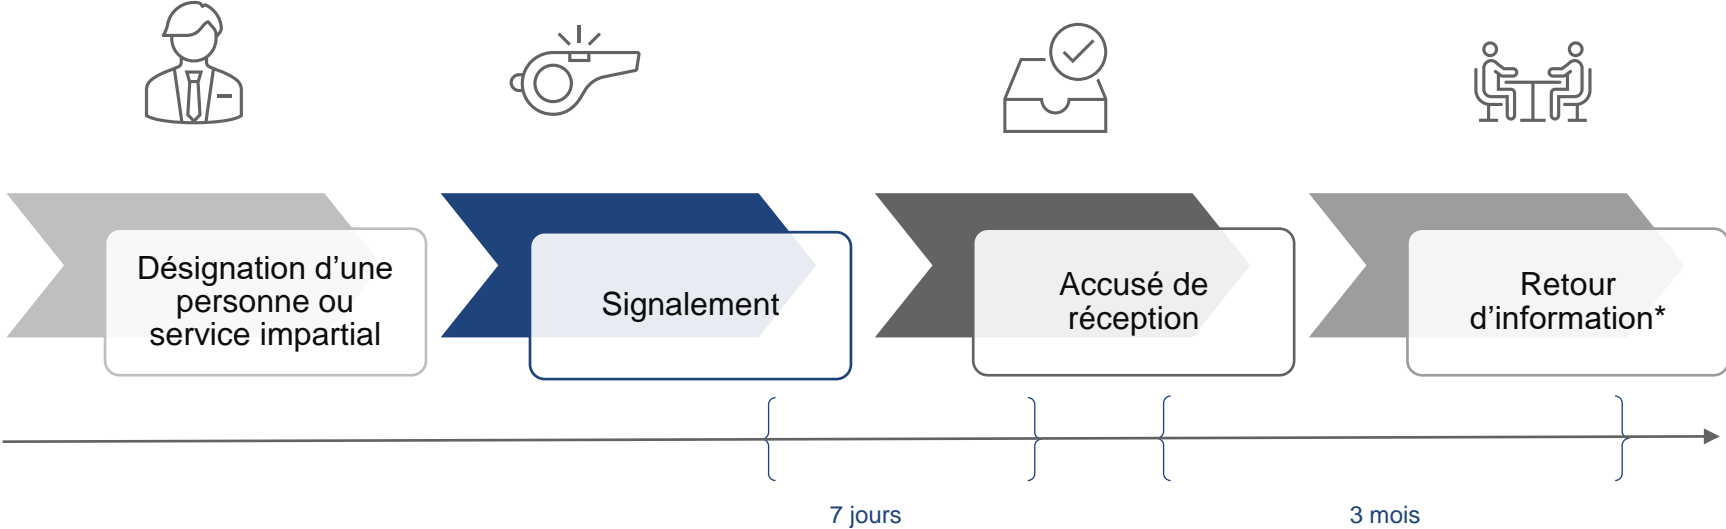 Désignation d’une
personne ou
service impartial
Signalement
Accusé de
réception
Retour
d’information*
7 jours
3 mois